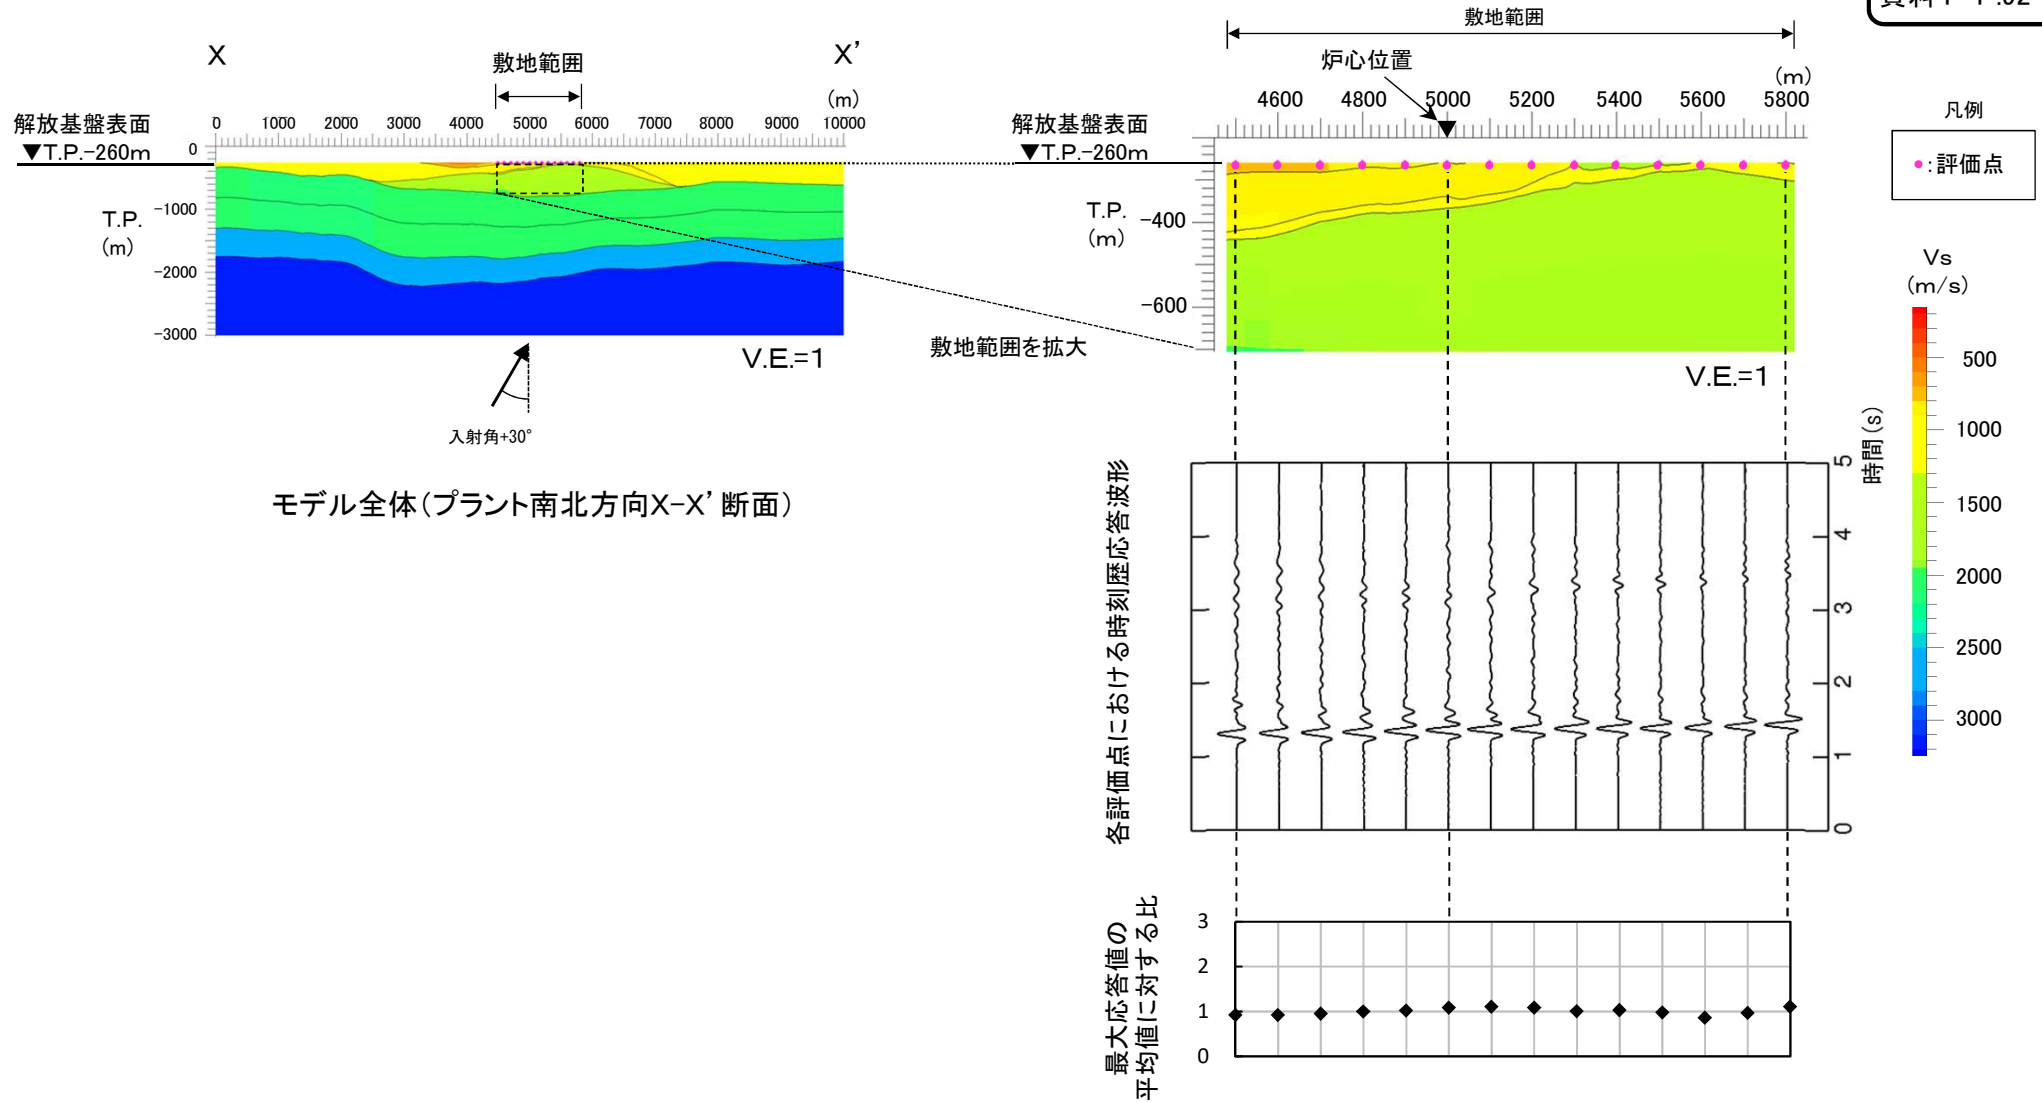 資料1 P.92
X
X’
敷地範囲
(m)
解放基盤表面
▼T.P.-260m
0 1000 2000 3000 4000 5000 6000 7000 8000 9000 10000
0
-1000
-2000
-3000
T.P.
(m)
V.E.=1
入射角+30°
モデル全体(プラント南北方向X-X’断面)
敷地範囲
炉心位置
(m)
4600 4800 5000 5200 5400 5600 5800
解放基盤表面
▼T.P.-260m
T.P.
(m)
-400
-600
敷地範囲を拡大
V.E.=1
凡例
●:評価点
Vs
(m/s)
500
1000
1500
2000
2500
3000
各評価点における時刻歴応答波形
時間(s)
5
4
3
2
1
0
最大応答値の
平均値に対する比
3
2
1
0